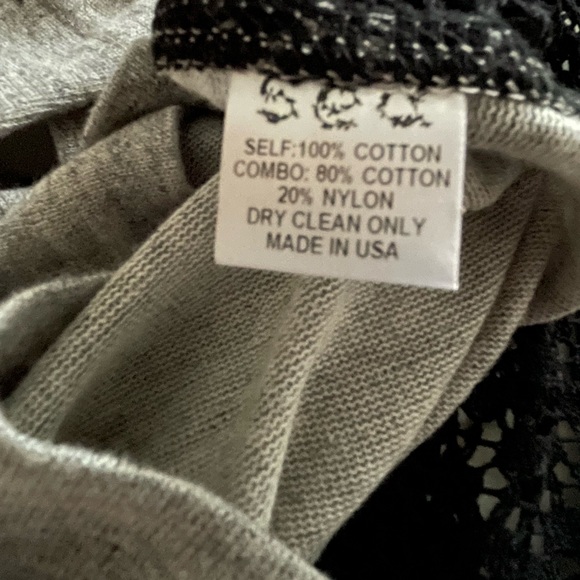 SELF:100% COTTON
COMBO: 80% COTTON
20% NYLON
DRY CLEAN ONLY
MADE IN USA